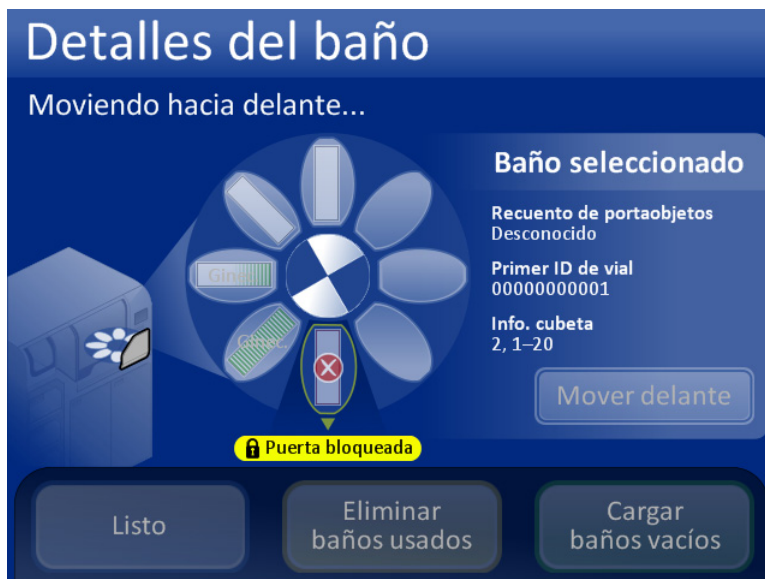 Detalles del baño
Moviendo hacia delante...
Baño seleccionado
Recuento de portaobjetos
Desconocido
Primer ID de vial
00000000001
Info. cubeta
2, 1–20
Mover delante
Ginec.
Puerta bloqueada
Listo
Eliminar
baños usados
Cargar
baños vacíos